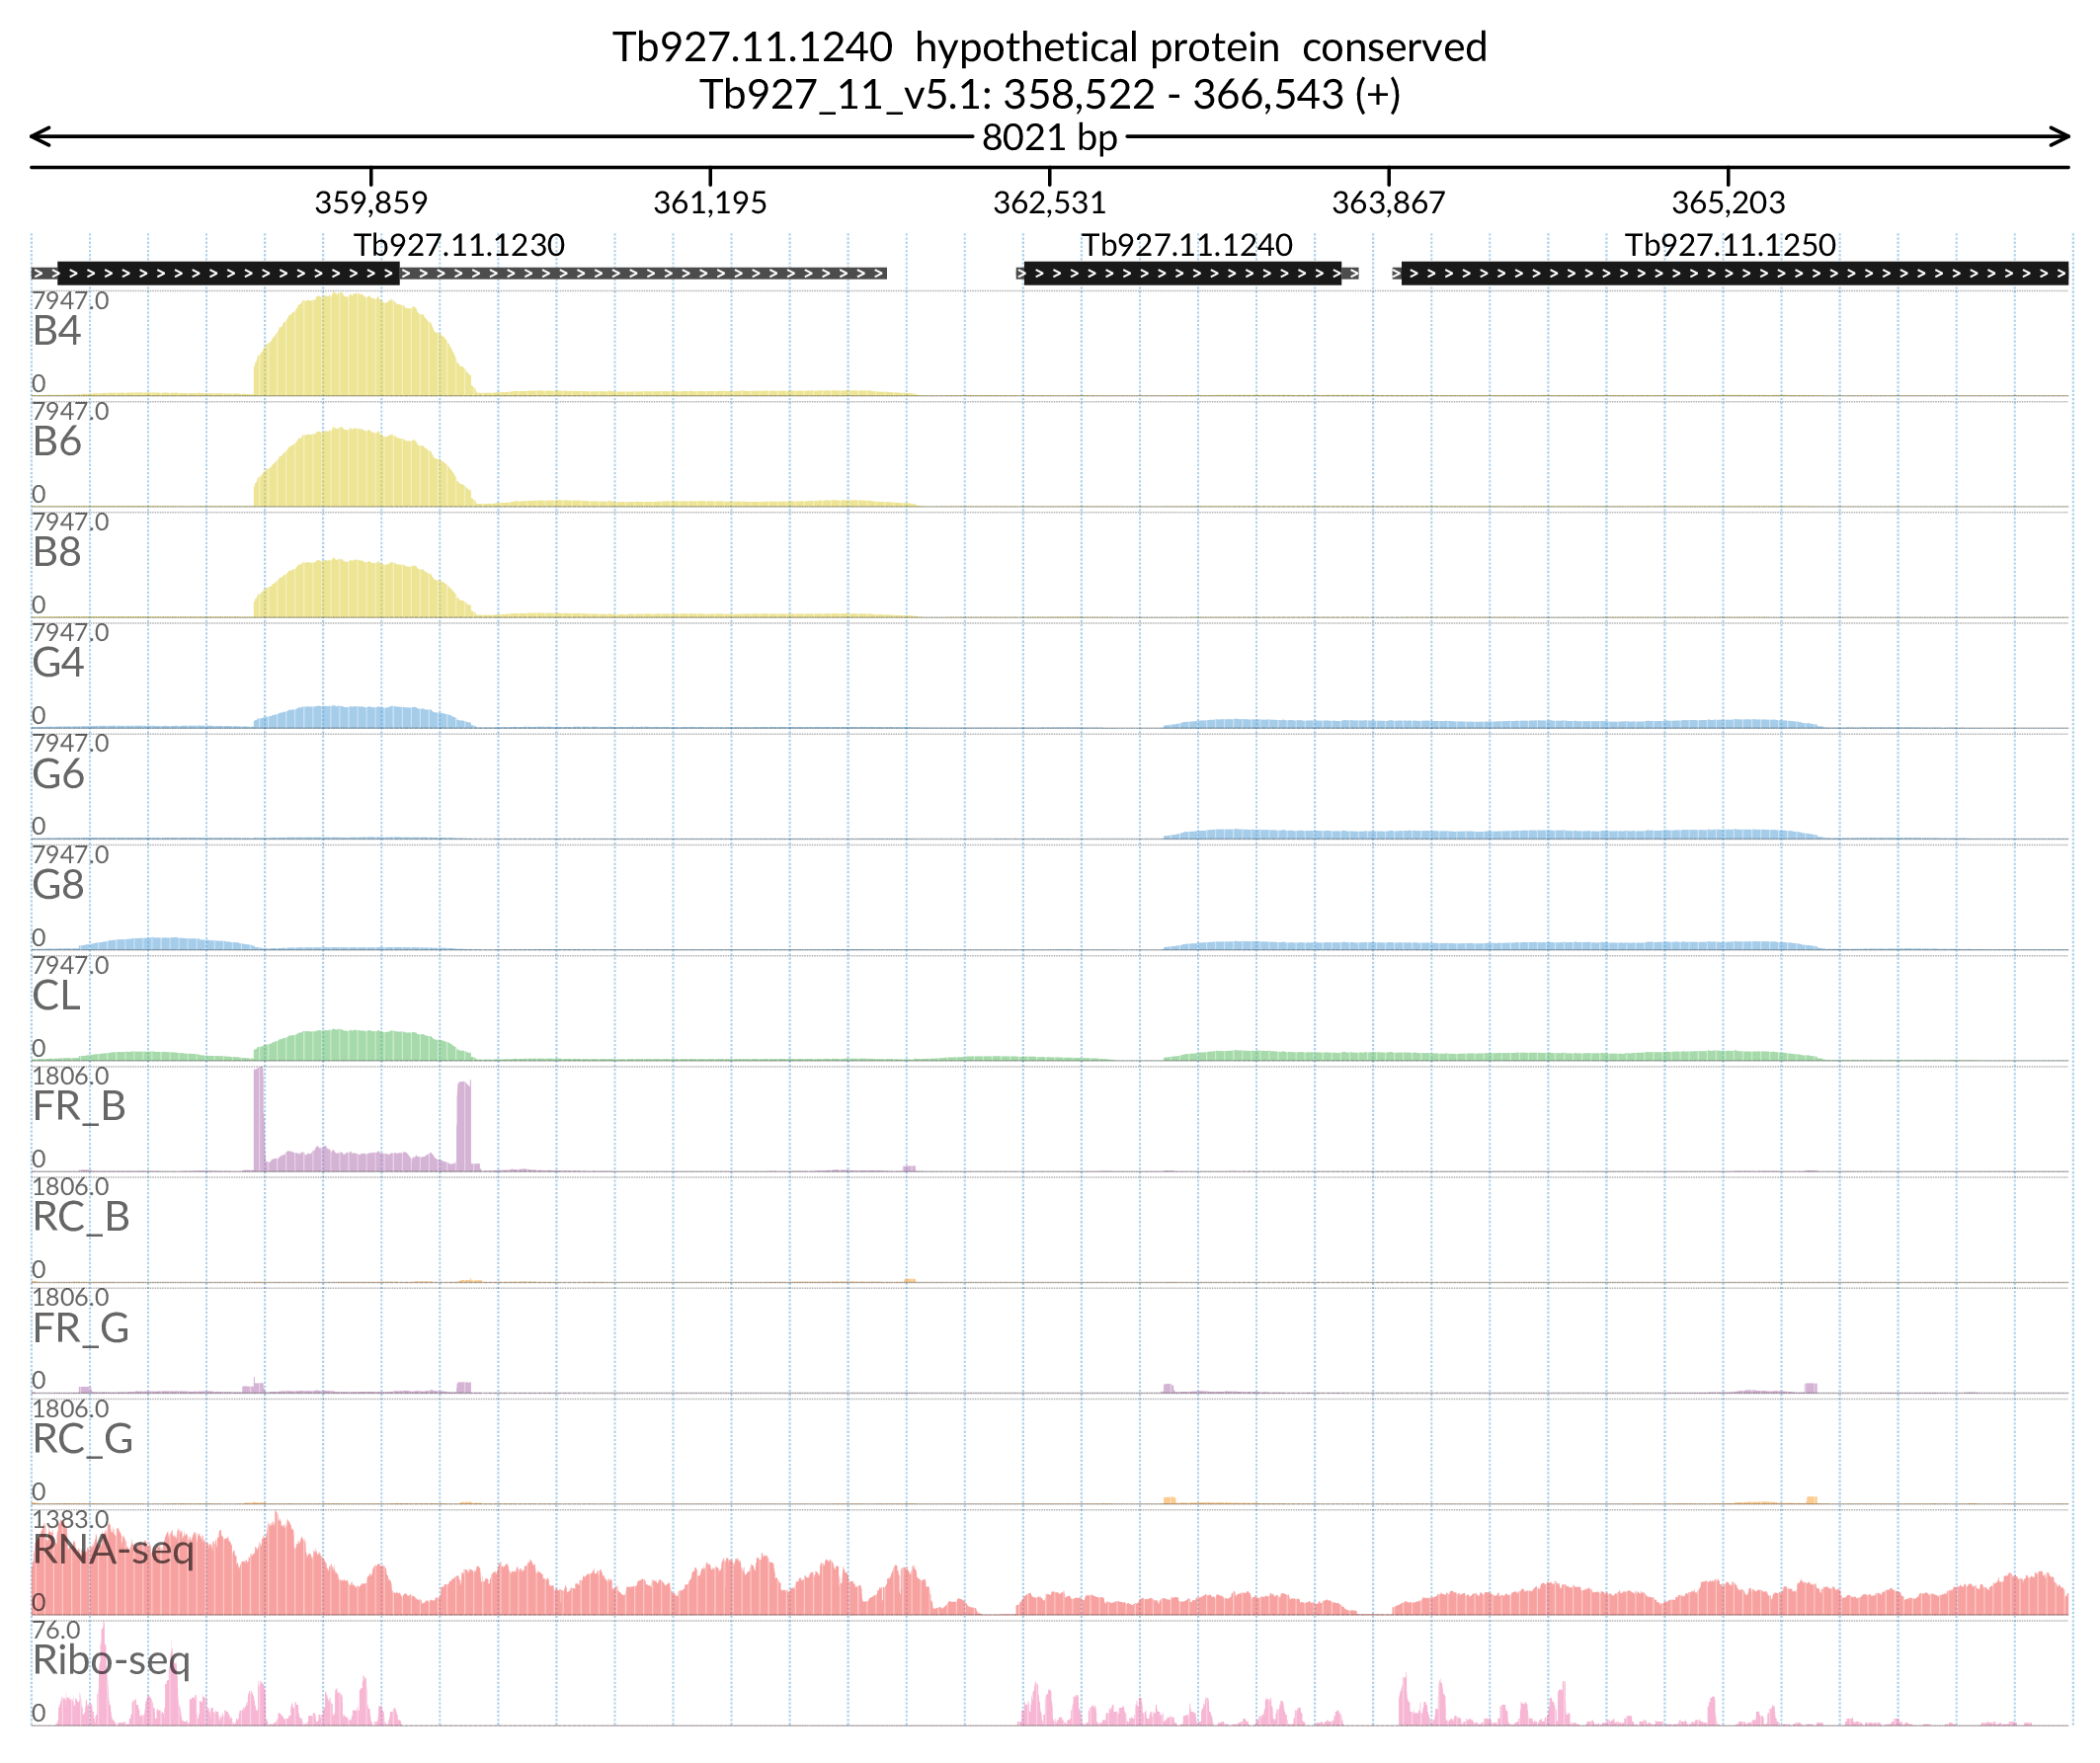 Tb927.11.1240 hypothetical protein conserved
Tb927_11_v5.1: 358,522 - 366,543 (+)
8021 bp
359,859 361,195 362,531 363,867 365,203
Tb927.11.1230 Tb927.11.1240 Tb927.11.1250
7947.0
B4
0
7947.0
B6
0
7947.0
B8
0
7947.0
G4
0
7947.0
G6
0
7947.0
G8
0
7947.0
CL
0
1806.0
FR_B
0
1806.0
RC_B
0
1806.0
FR_G
0
1806.0
RC_G
0
1383.0
RNA-seq
0
76.0
Ribo-seq
0